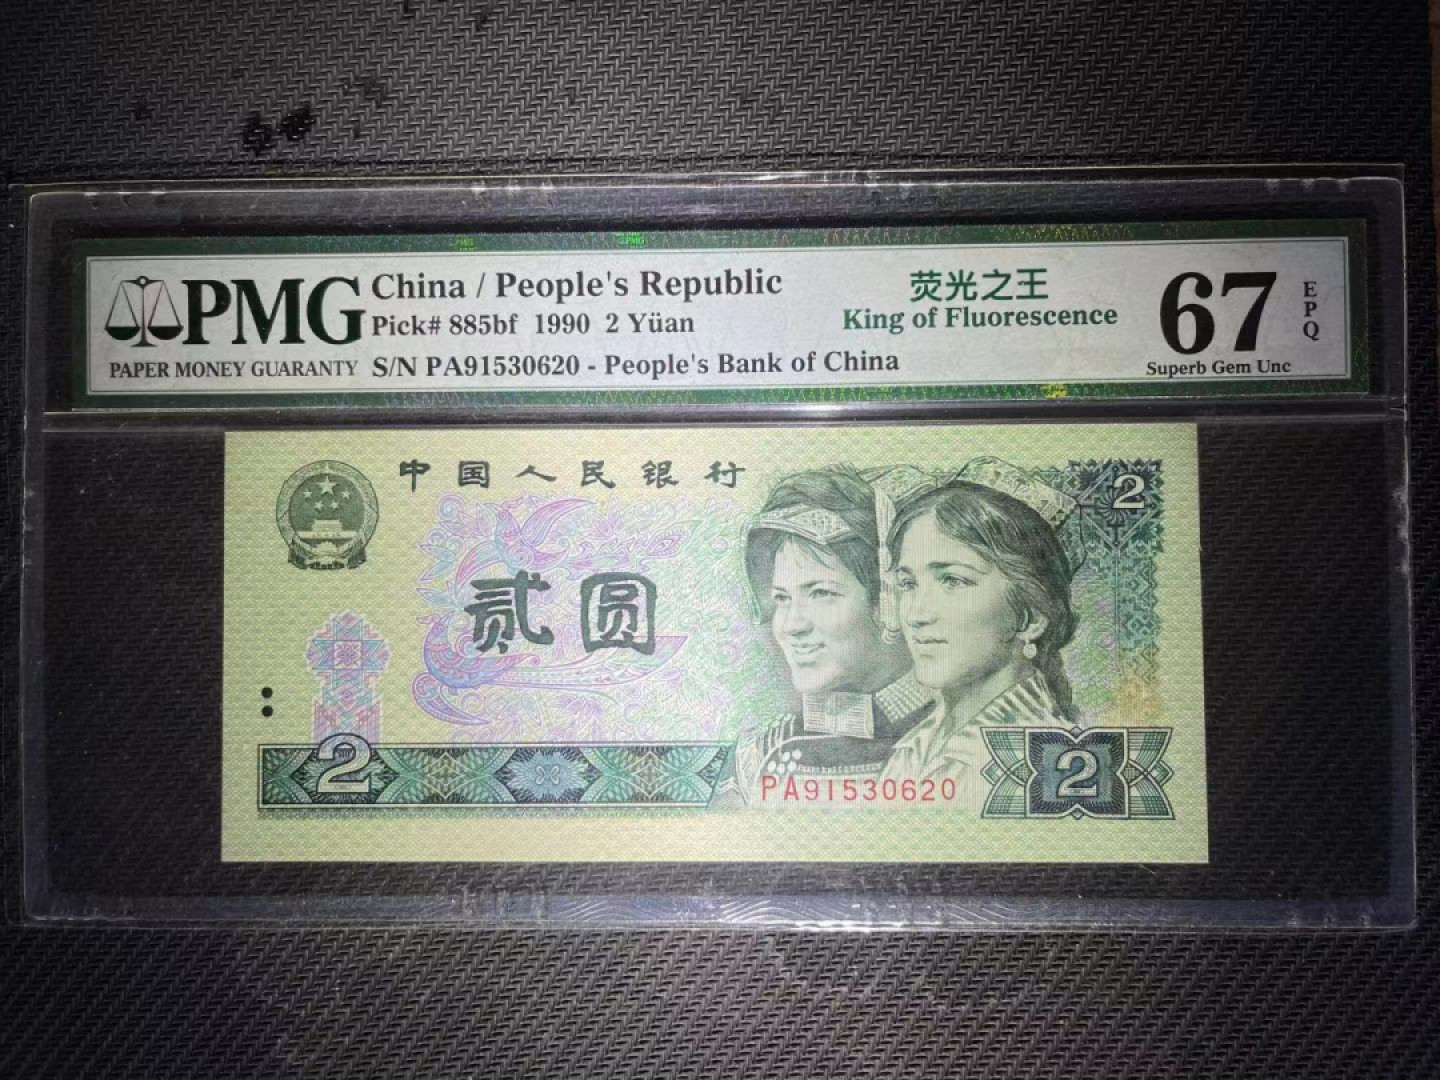 PMG
PAPER MONEY GUARANTY
China / People's Republic
Pick# 885bf 1990 2 Yüan
S/N PA91530620 - People's Bank of China
荧光之王
King of Fluorescence
67
EPQ
Superb Gem Unc
中国人民银行
2
贰圆
2
PA91530620
2